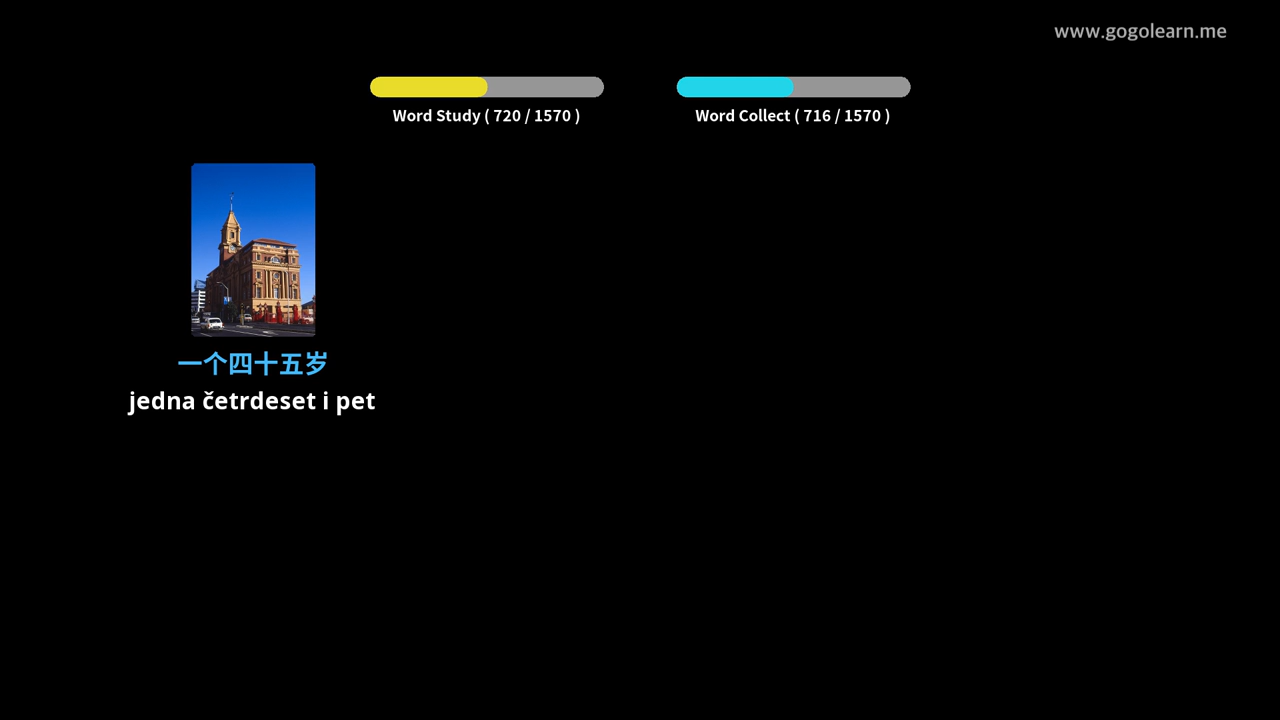 www.gogolearn.me
Word Study ( 720 / 1570 )
Word Collect ( 716 / 1570 )
一个四十五岁
jedna četrdeset i pet